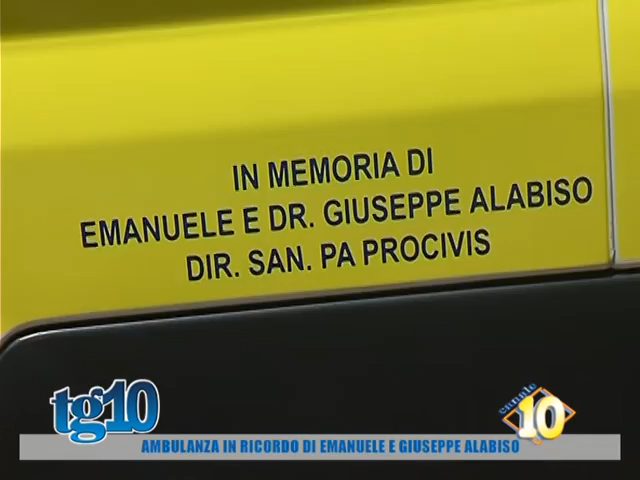 IN MEMORIA DI
EMANUELE E DR. GIUSEPPE ALABISO
DIR. SAN. PA PROCIVIS
tg10
canale
10
AMBULANZA IN RICORDO DI EMANUELE E GIUSEPPE ALABISO